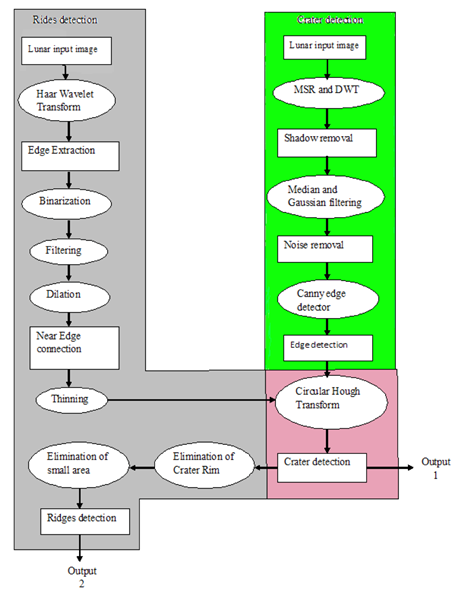 Rides detection
Lunar input image
Haar Wavelet
Transform
Edge Extraction
Binarization
Filtering
Dilation
Near Edge
connection
Thinning
Crater detection
Lunar input image
MSR and DWT
Shadow removal
Median and
Gaussian filtering
Noise removal
Canny edge
detector
Edge detection
Circular Hough
Transform
Crater detection
Output
1
Elimination of
Crater Rim
Elimination of
small area
Ridges detection
Output
2